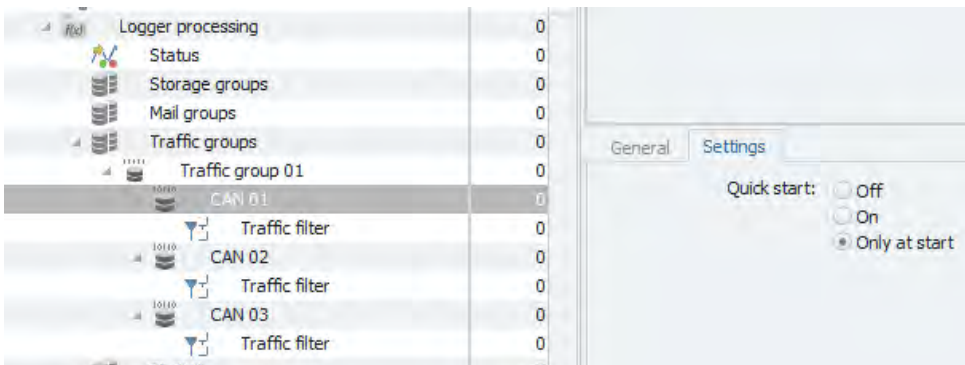 f(x) Logger processing 0
Status 0
Storage groups 0
Mail groups 0
Traffic groups 0
Traffic group 01 0
CAN 01 0
Traffic filter 0
CAN 02 0
Traffic filter 0
CAN 03 0
Traffic filter 0
General Settings
Quick start: Off
On
Only at start